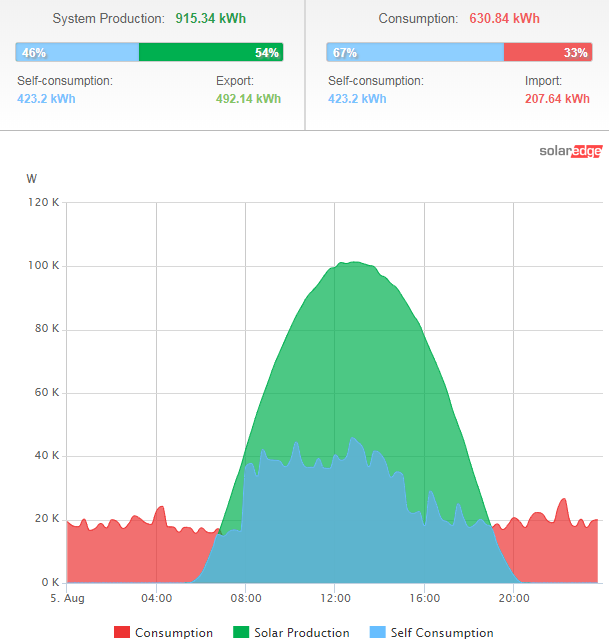 System Production: 915.34 kWh
Consumption: 630.84 kWh
46% 54%
67% 33%
Self-consumption: Export:
423.2 kWh 492.14 kWh
Self-consumption: Import:
423.2 kWh 207.64 kWh
solaredge
W
120 K
100 K
80 K
60 K
40 K
20 K
0 K
5. Aug 04:00 08:00 12:00 16:00 20:00
Consumption Solar Production Self Consumption